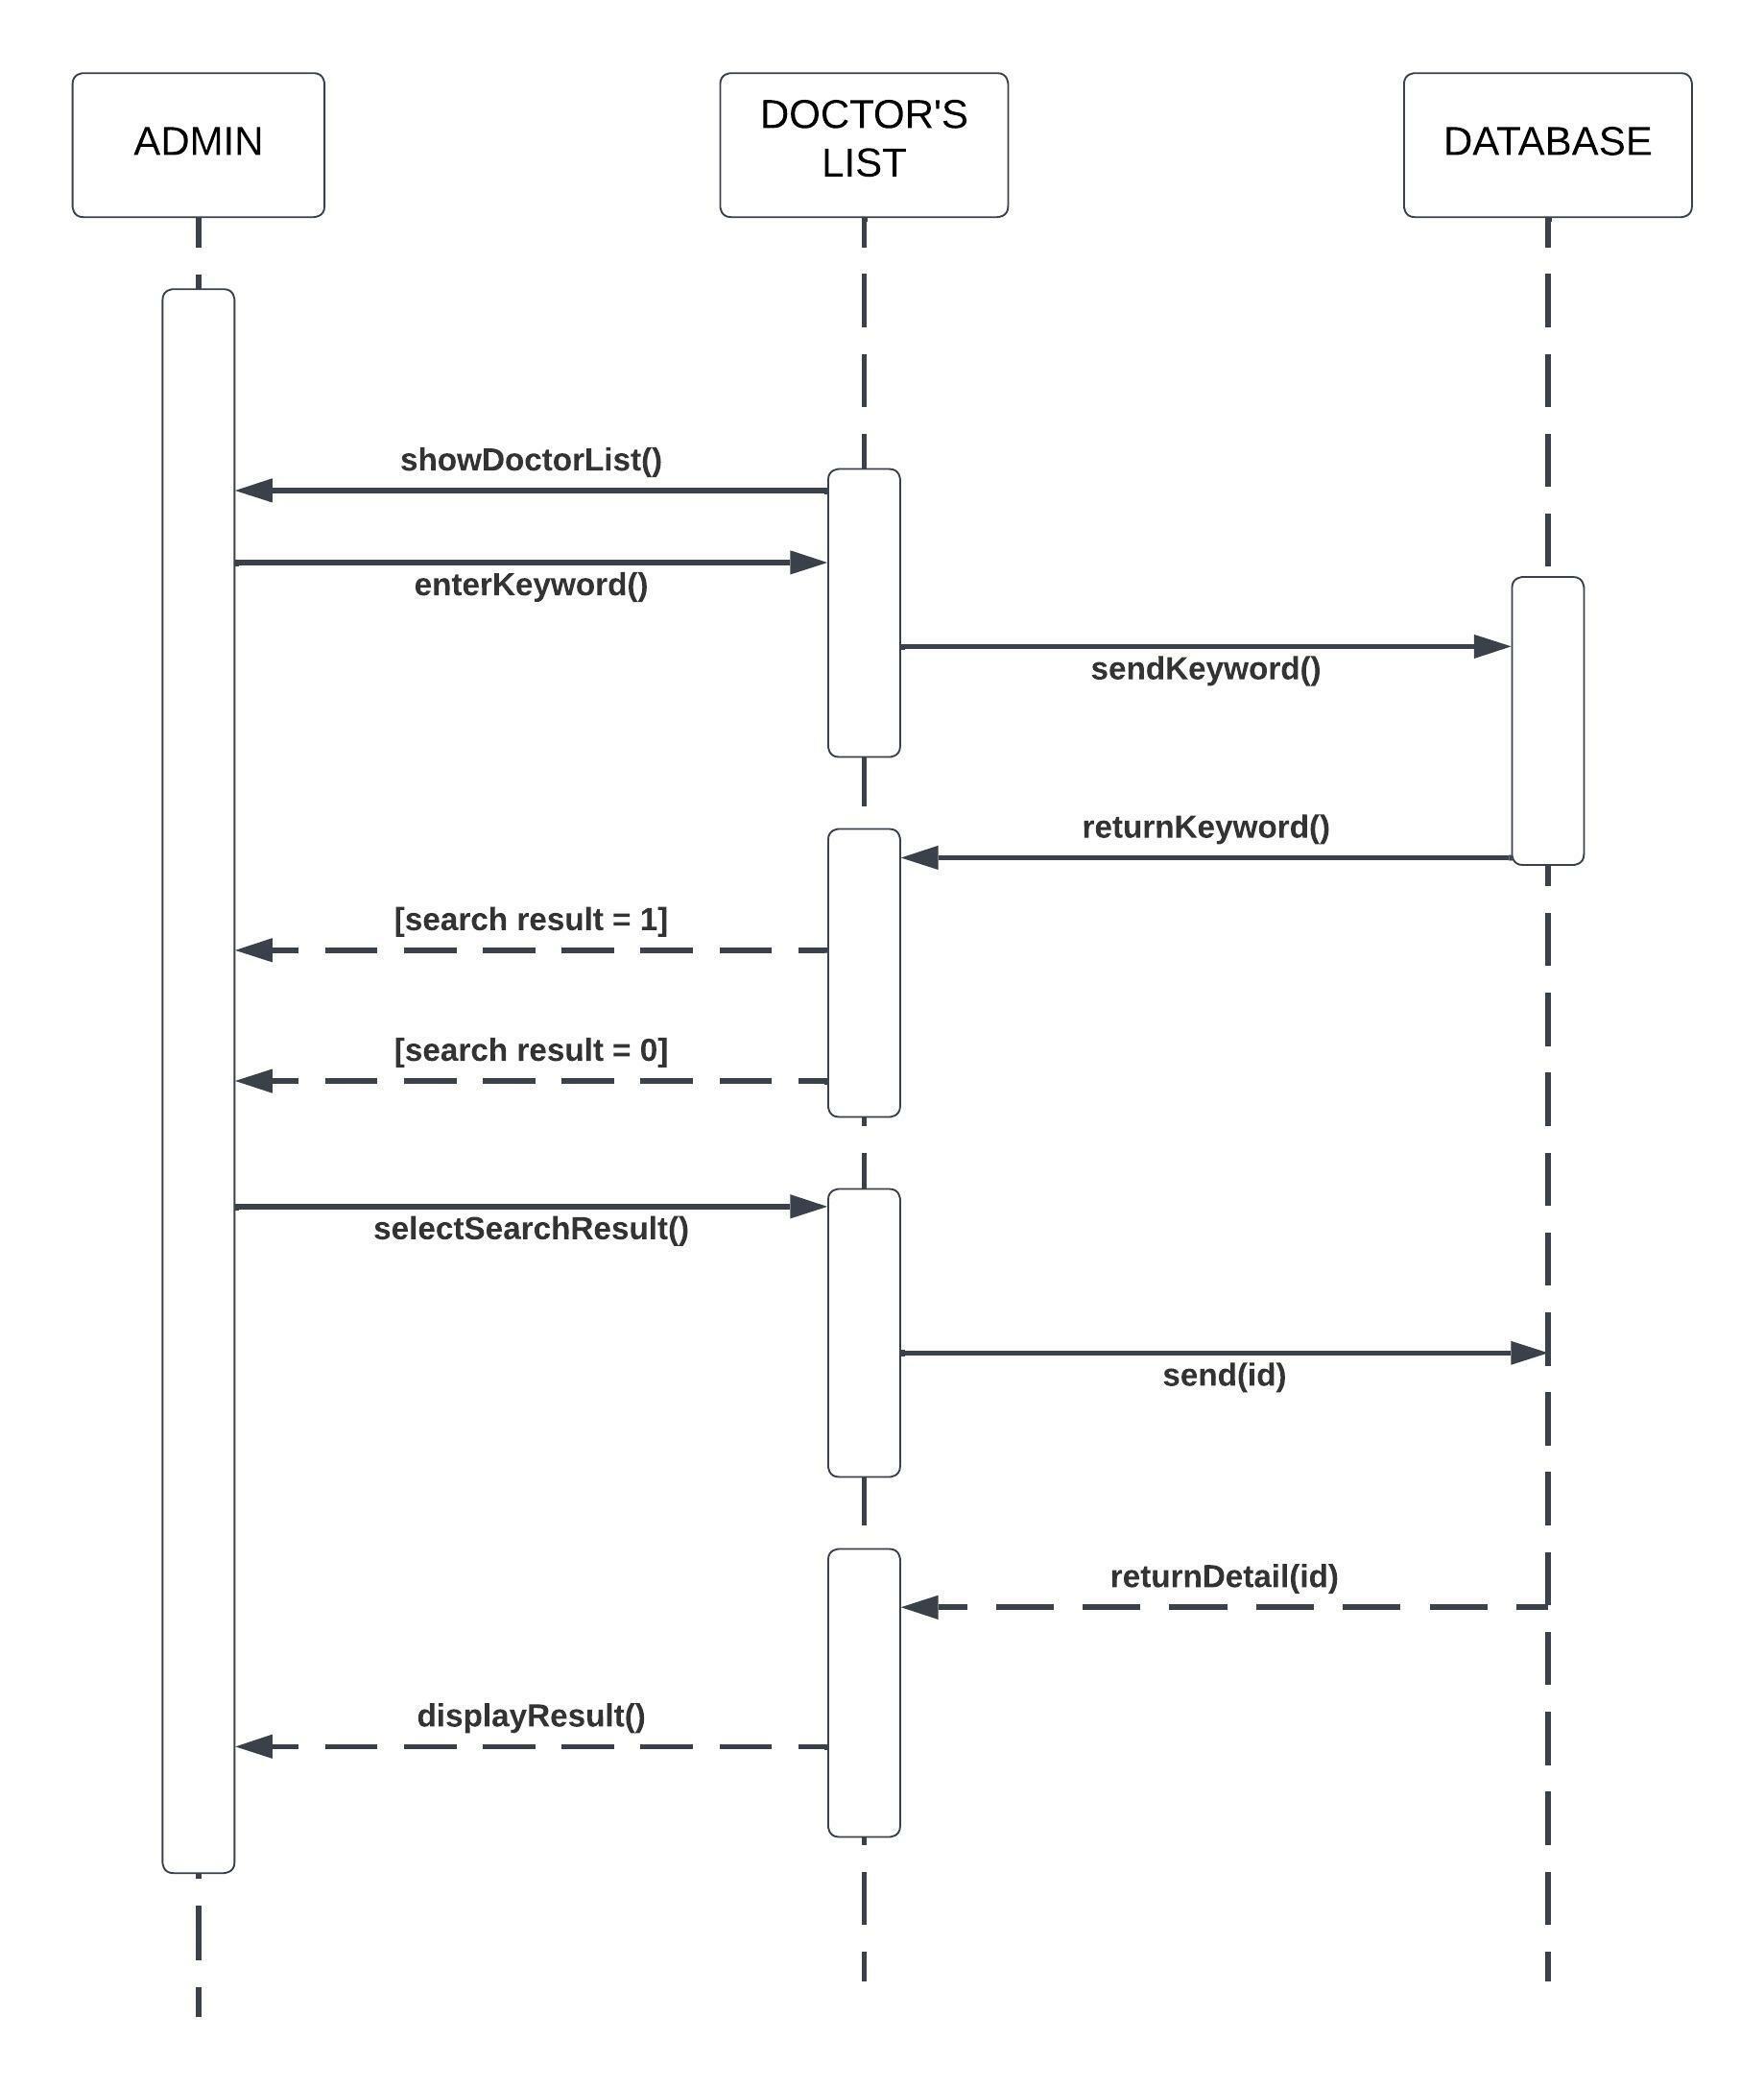 ADMIN
DOCTOR'S
LIST
DATABASE
showDoctorList()
enterKeyword()
sendKeyword()
returnKeyword()
[search result = 1]
[search result = 0]
selectSearchResult()
send(id)
returnDetail(id)
displayResult()